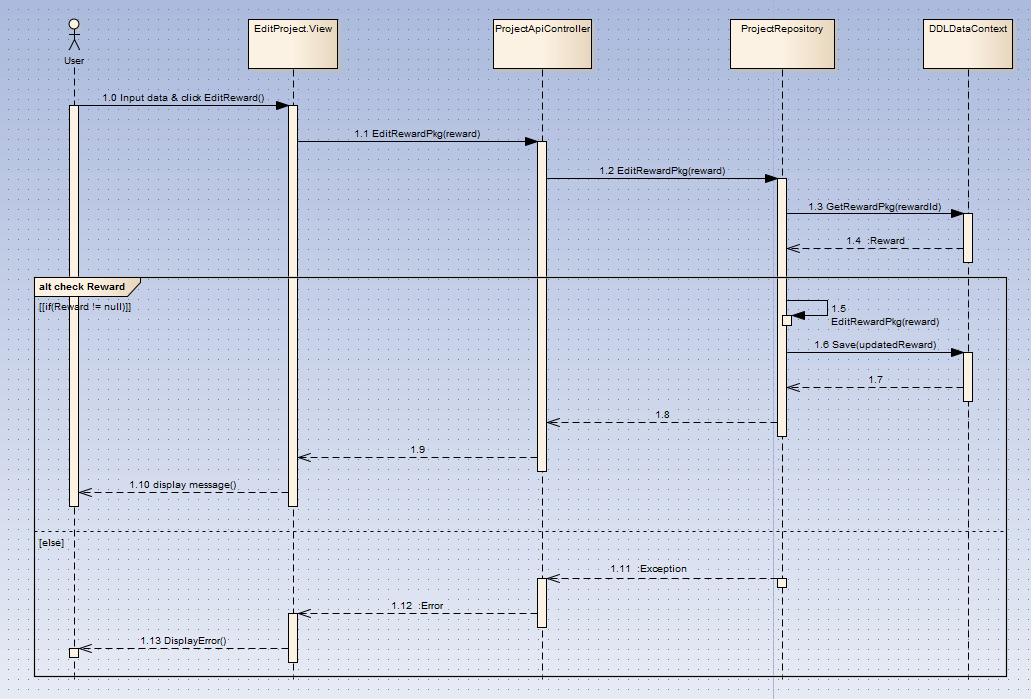 EditProject.View
ProjectApiController
ProjectRepository
DDLDataContext
User
1.0 Input data & click EditReward()
1.1 EditRewardPkg(reward)
1.2 EditRewardPkg(reward)
1.3 GetRewardPkg(rewardId)
1.4 :Reward
alt check Reward
[[if(Reward != null)]]
1.5
EditRewardPkg(reward)
1.6 Save(updatedReward)
1.7
1.8
1.9
1.10 display message()
[else]
1.11 :Exception
1.12 :Error
1.13 DisplayError()